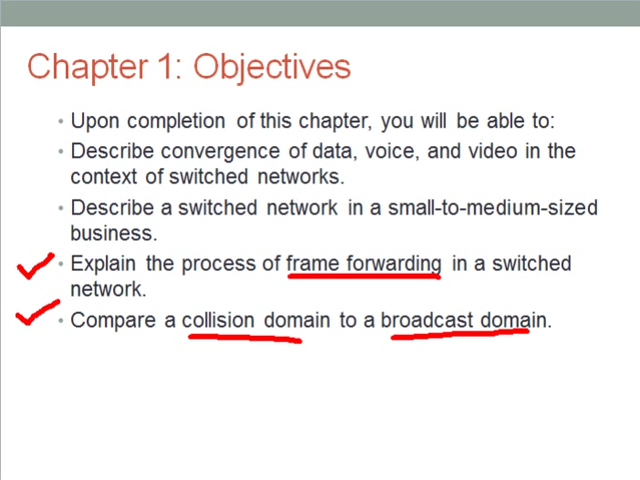 Chapter 1: Objectives
• Upon completion of this chapter, you will be able to:
• Describe convergence of data, voice, and video in the
context of switched networks.
• Describe a switched network in a small-to-medium-sized
business.
• Explain the process of frame forwarding in a switched
network.
• Compare a collision domain to a broadcast domain.